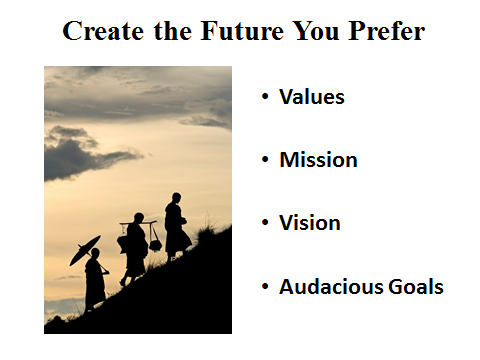 Create the Future You Prefer
• Values
• Mission
• Vision
• Audacious Goals